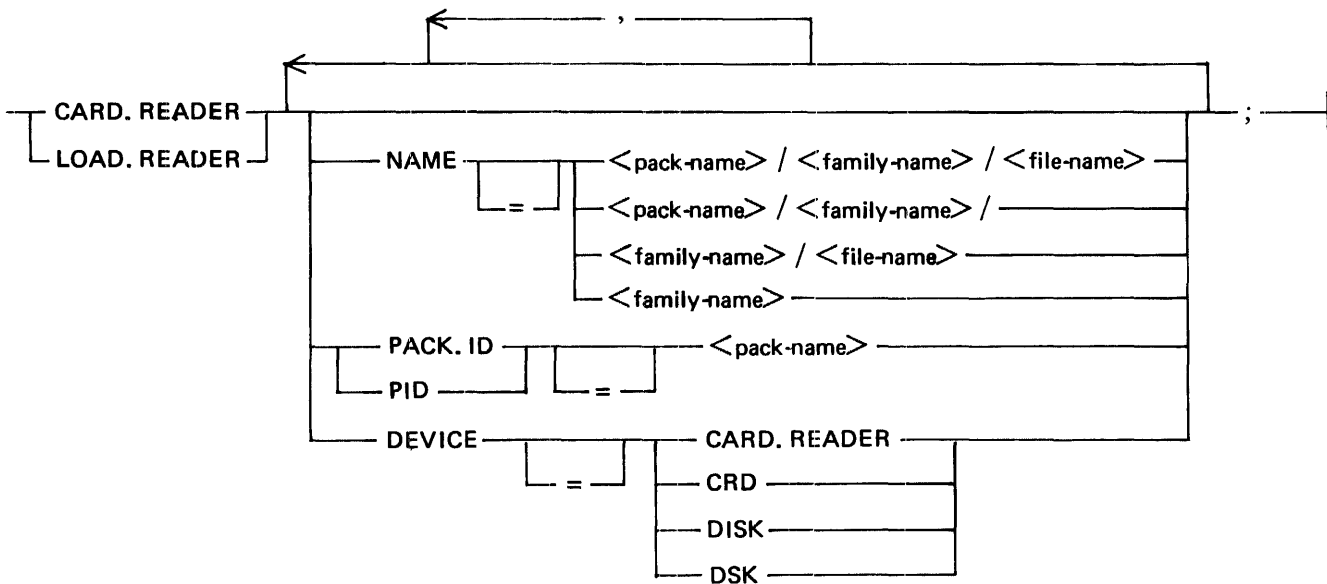 ,
CARD. READER ;
LOAD. READER
NAME = <pack-name> / <family-name> / <file-name>
<pack-name> / <family-name> /
<family-name> / <file-name>
<family-name>
PACK. ID = <pack-name>
PID
DEVICE = CARD. READER
CRD
DISK
DSK